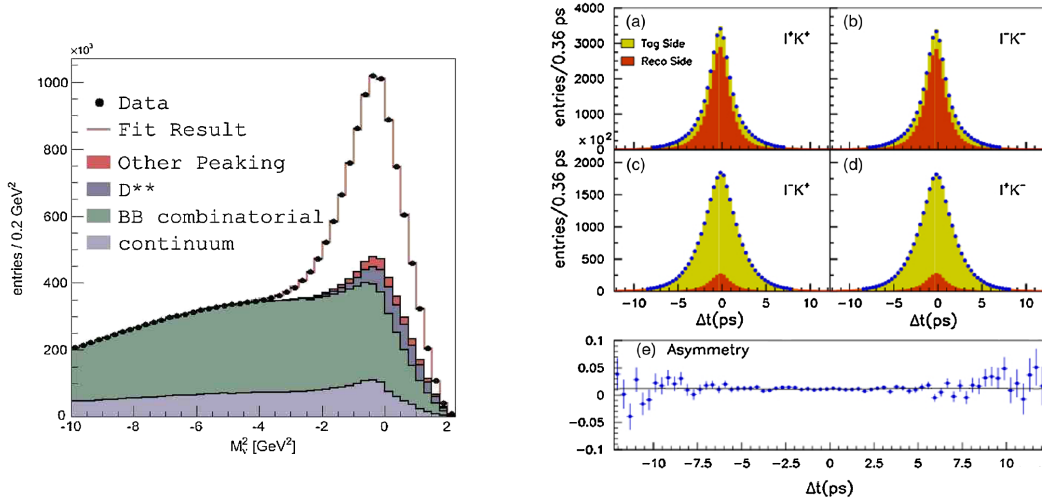 ×10³
1000
800
600
400
200
0
entries / 0.2 GeV²
Data
Fit Result
Other Peaking
D**
BB combinatorial
continuum
-10 -8 -6 -4 -2 0 2
M²ᵥ [GeV²]
entries/0.36 ps
4000
3000
2000
1000
×10²
(a) l⁺K⁺
Tag Side
Reco Side
(b) l⁻K⁻
entries/0.36 ps
2000
1500
1000
500
0
(c) l⁻K⁺
(d) l⁺K⁻
−10 −5 0 5 10
−10 −5 0 5 10
Δt(ps)
Δt(ps)
(e) Asymmetry
0.1
0.05
0
−0.05
−0.1
−10 −7.5 −5 −2.5 0 2.5 5 7.5 10
Δt(ps)